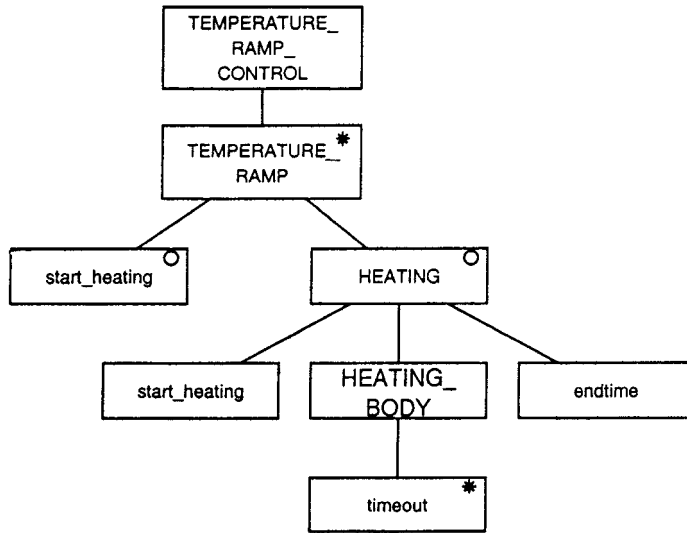 TEMPERATURE_
RAMP_
CONTROL
TEMPERATURE_
RAMP
start_heating
HEATING
start_heating
HEATING_
BODY
endtime
timeout